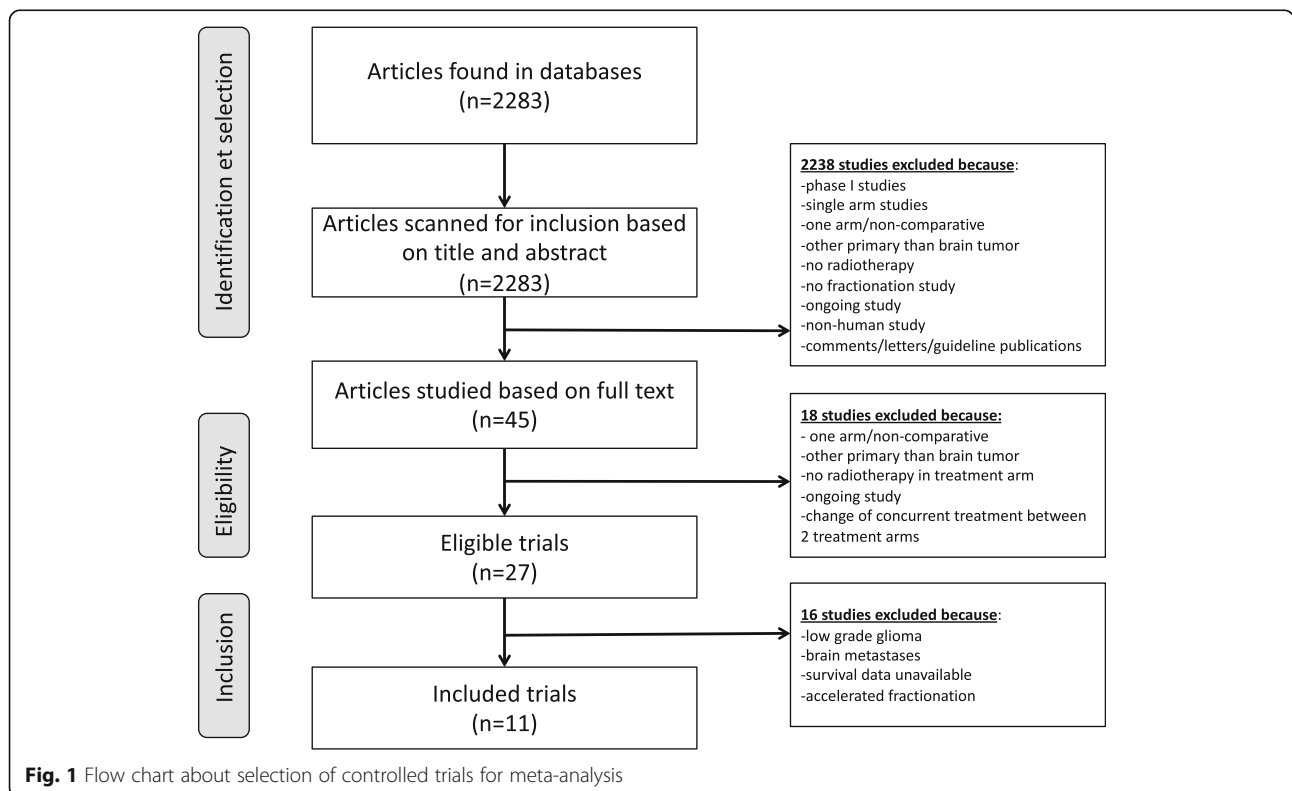 Identification et selection
Articles found in databases
(n=2283)
Articles scanned for inclusion based
on title and abstract
(n=2283)
2238 studies excluded because:
-phase I studies
-single arm studies
-one arm/non-comparative
-other primary than brain tumor
-no radiotherapy
-no fractionation study
-ongoing study
-non-human study
-comments/letters/guideline publications
Articles studied based on full text
(n=45)
Eligibility
18 studies excluded because:
- one arm/non-comparative
-other primary than brain tumor
-no radiotherapy in treatment arm
-ongoing study
-change of concurrent treatment between
2 treatment arms
Eligible trials
(n=27)
Inclusion
16 studies excluded because:
-low grade glioma
-brain metastases
-survival data unavailable
-accelerated fractionation
Included trials
(n=11)
Fig. 1 Flow chart about selection of controlled trials for meta-analysis